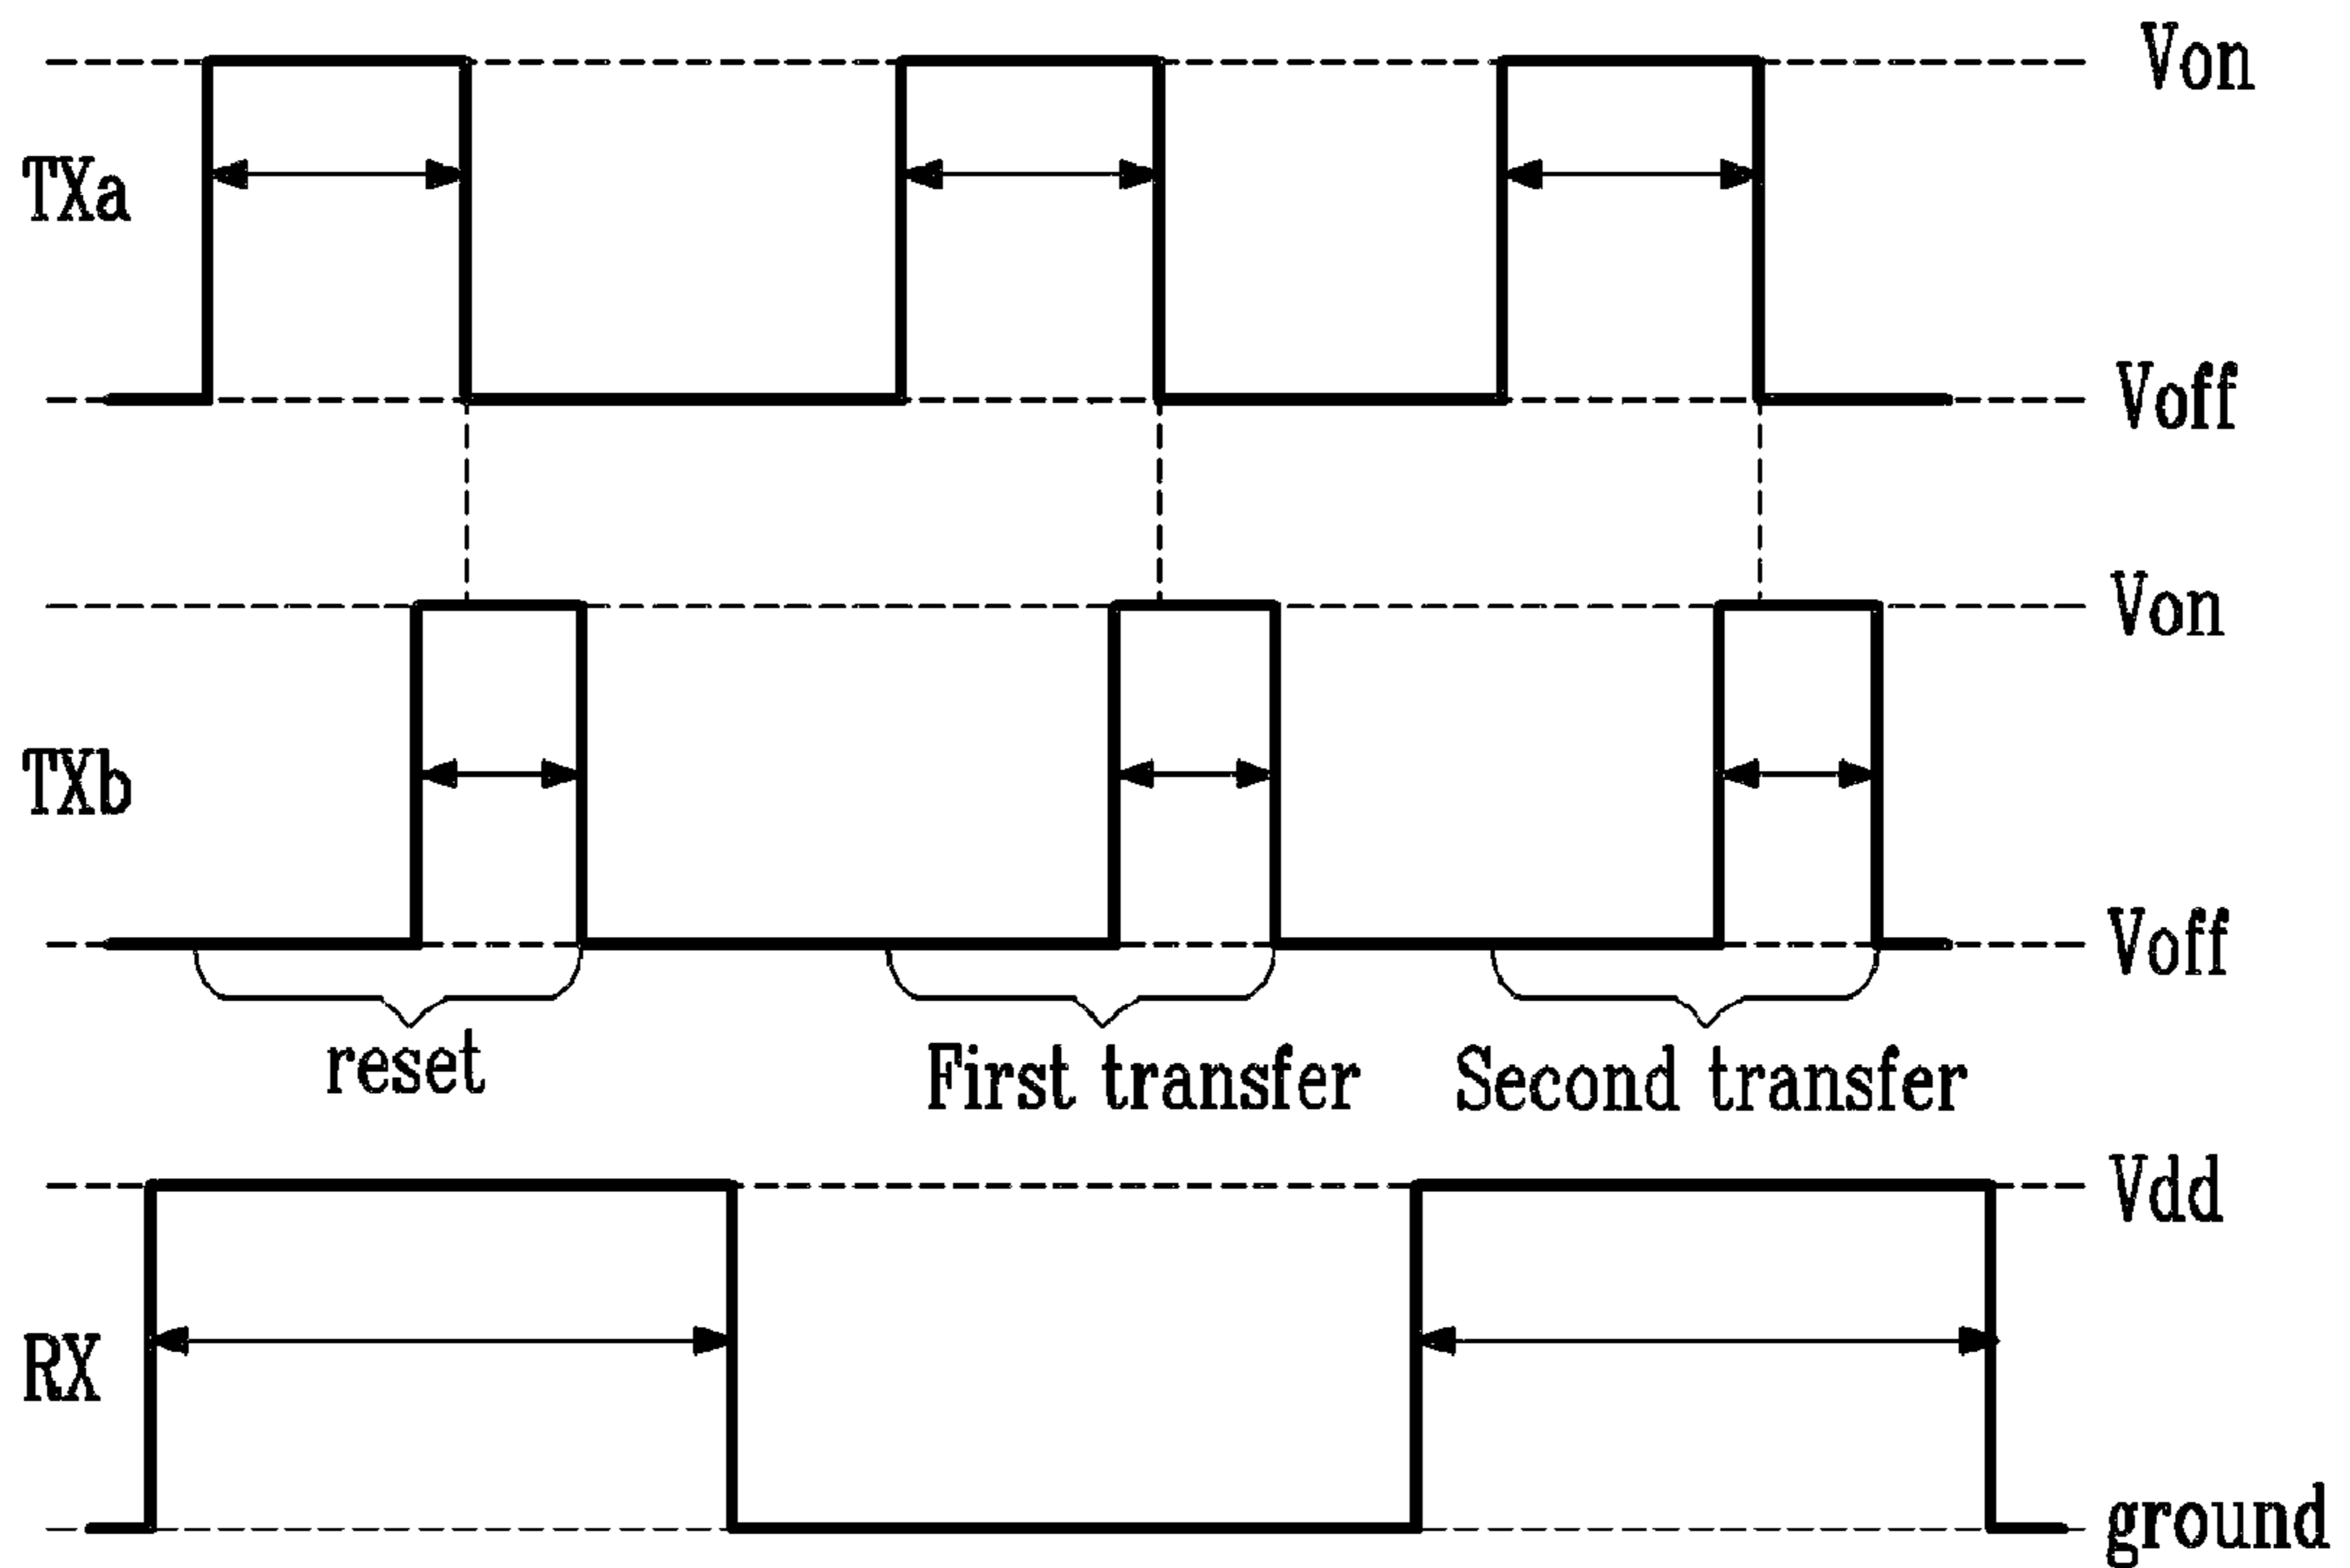 Von
TXa
Voff
Von
TXb
Voff
reset
First transfer
Second transfer
Vdd
RX
ground